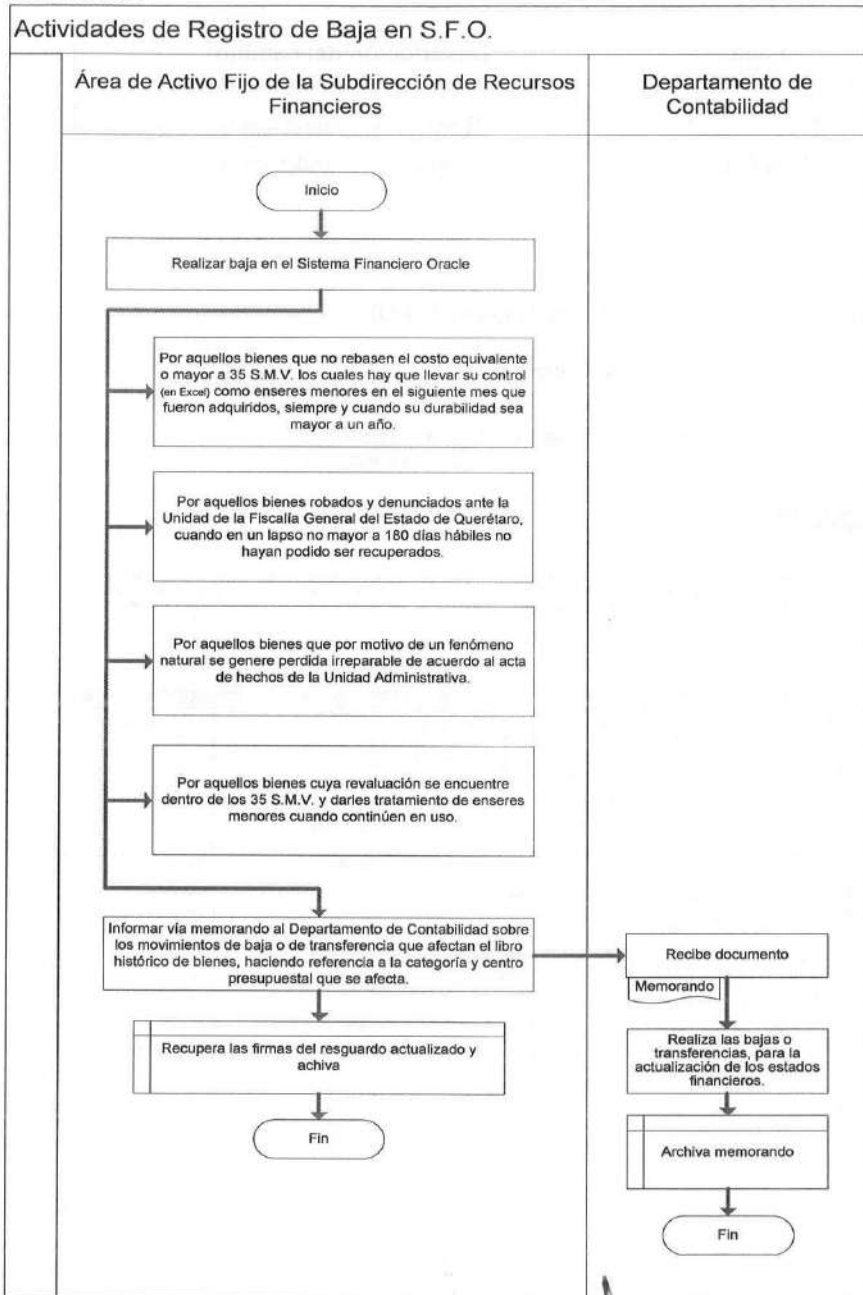 Actividades de Registro de Baja en S.F.O.
Área de Activo Fijo de la Subdirección de Recursos
Financieros
Departamento de
Contabilidad
Inicio
Realizar baja en el Sistema Financiero Oracle
Por aquellos bienes que no rebasen el costo equivalente
o mayor a 35 S.M.V. los cuales hay que llevar su control
(en Excel) como enseres menores en el siguiente mes que
fueron adquiridos, siempre y cuando su durabilidad sea
mayor a un año.
Por aquellos bienes robados y denunciados ante la
Unidad de la Fiscalía General del Estado de Querétaro,
cuando en un lapso no mayor a 180 días hábiles no
hayan podido ser recuperados.
Por aquellos bienes que por motivo de un fenómeno
natural se genere perdida irreparable de acuerdo al acta
de hechos de la Unidad Administrativa.
Por aquellos bienes cuya revaluación se encuentre
dentro de los 35 S.M.V. y darles tratamiento de enseres
menores cuando continúen en uso.
Informar vía memorando al Departamento de Contabilidad sobre
los movimientos de baja o de transferencia que afectan el libro
histórico de bienes, haciendo referencia a la categoría y centro
presupuestal que se afecta.
Recibe documento
Memorando
Recupera las firmas del resguardo actualizado y
achiva
Realiza las bajas o
transferencias, para la
actualización de los estados
financieros.
Fin
Archiva memorando
Fin